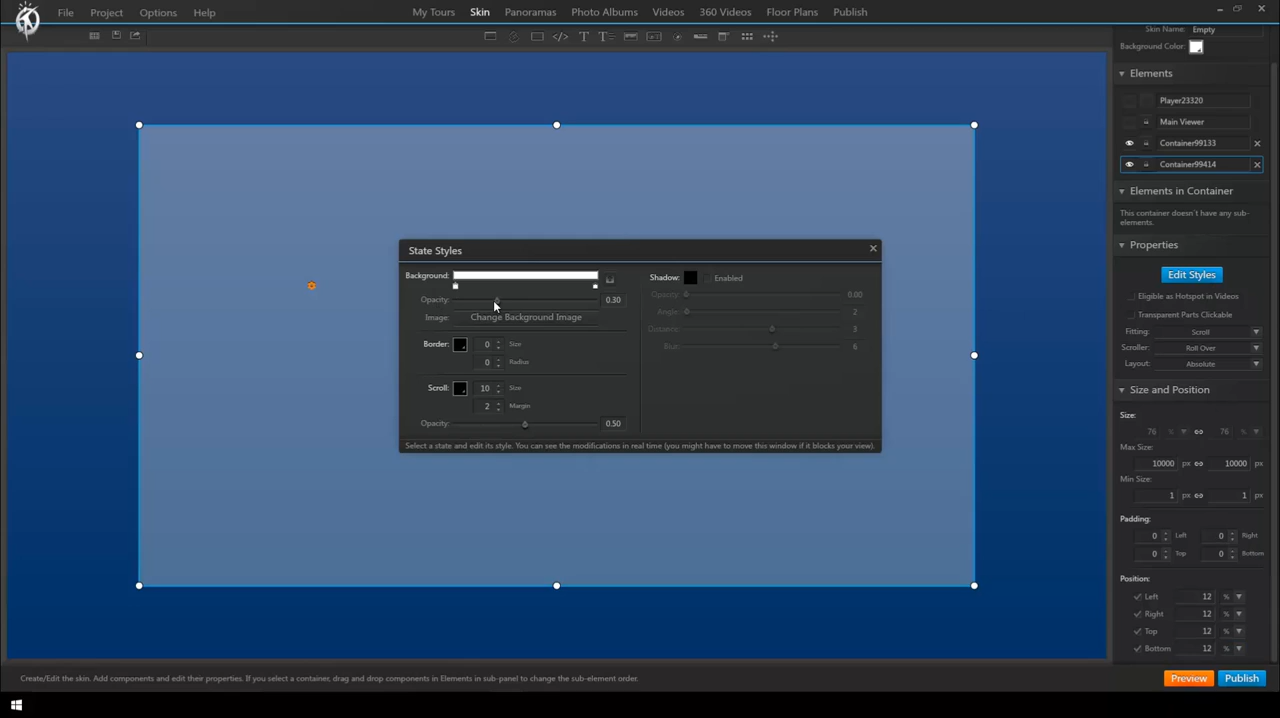 File Project Options Help
My Tours Skin Panoramas Photo Albums Videos 360 Videos Floor Plans Publish
Skin Name: Empty
Background Color:
Elements
Player23320
Main Viewer
Container99133
Container99414
Elements in Container
This container doesn't have any sub-
elements.
Properties
Edit Styles
Eligible as Hotspot in Videos
Transparent Parts Clickable
Fitting: Scroll
Scroller: Roll Over
Layout: Absolute
Size and Position
Size:
76 % 76 %
Max Size:
10000 px 10000 px
Min Size:
1 px 1 px
Padding:
0 Left 0 Right
0 Top 0 Bottom
Position:
Left 12 %
Right 12 %
Top 12 %
Bottom 12 %
State Styles
Background:
Opacity: 0.30
Image: Change Background Image
Border: 0 Size
0 Radius
Scroll: 10 Size
2 Margin
Opacity: 0.50
Shadow: Enabled
Opacity: 0.00
Angle: 2
Distance: 3
Blur: 6
Select a state and edit its style. You can see the modifications in real time (you might have to move this window if it blocks your view).
Create/Edit the skin. Add components and edit their properties. If you select a container, drag and drop components in Elements in sub-panel to change the sub-element order.
Preview Publish